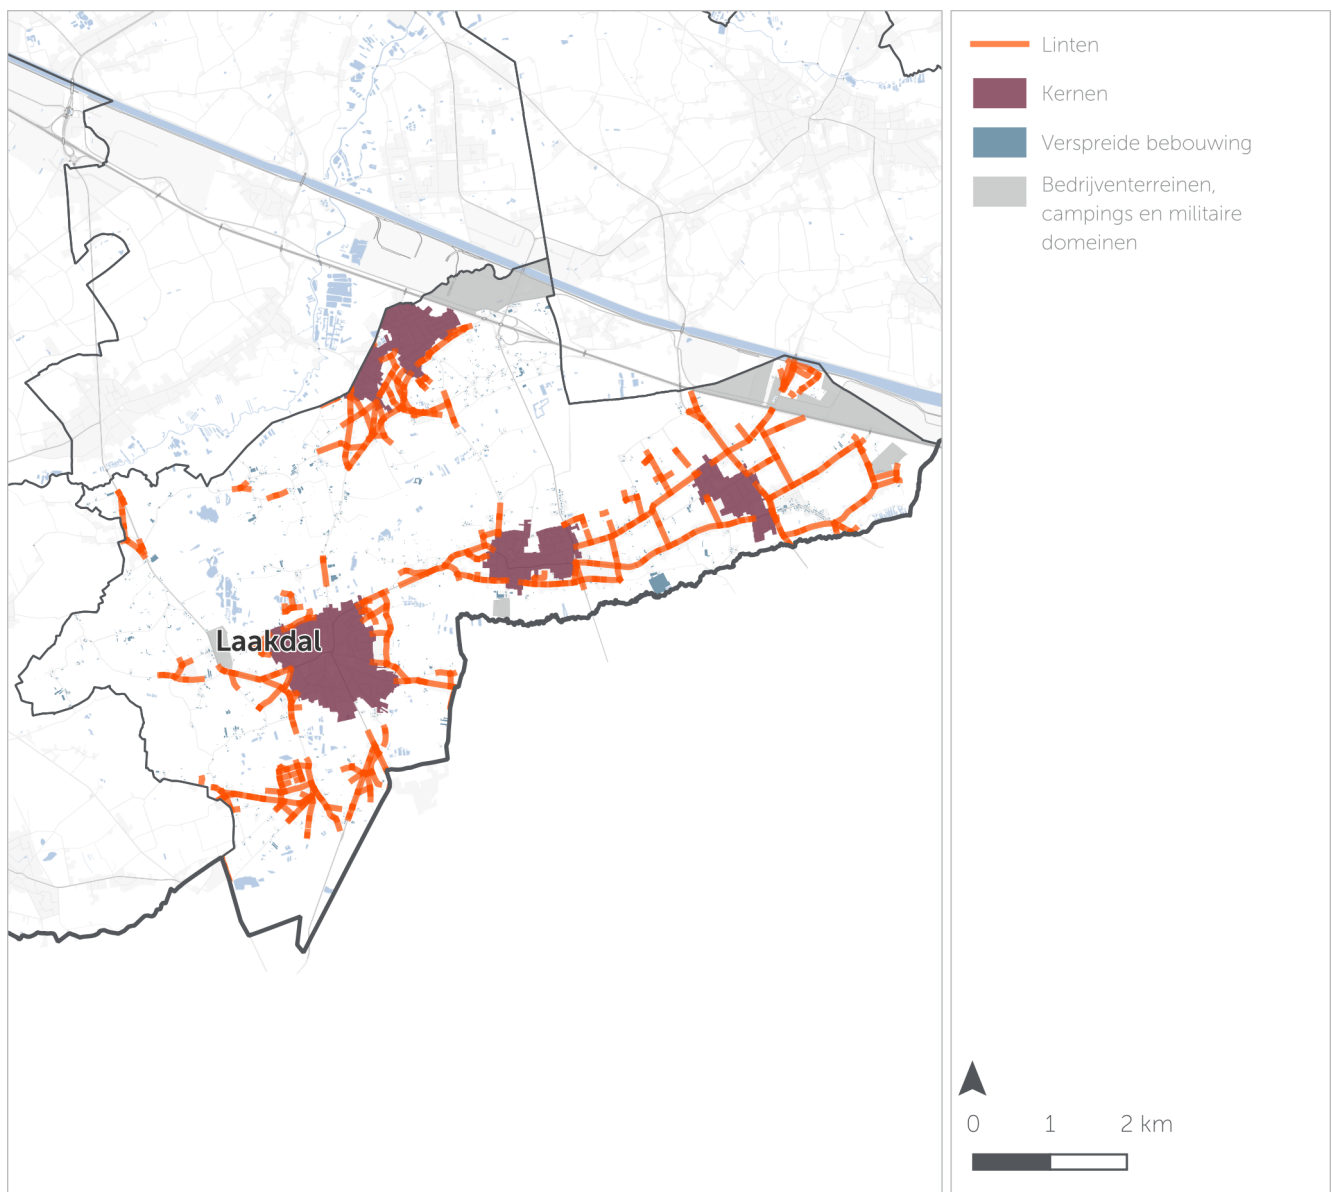 Linten
Kernen
Verspreide bebouwing
Bedrijventerreinen,
campings en militaire
domeinen
Laakdal
0 1 2 km